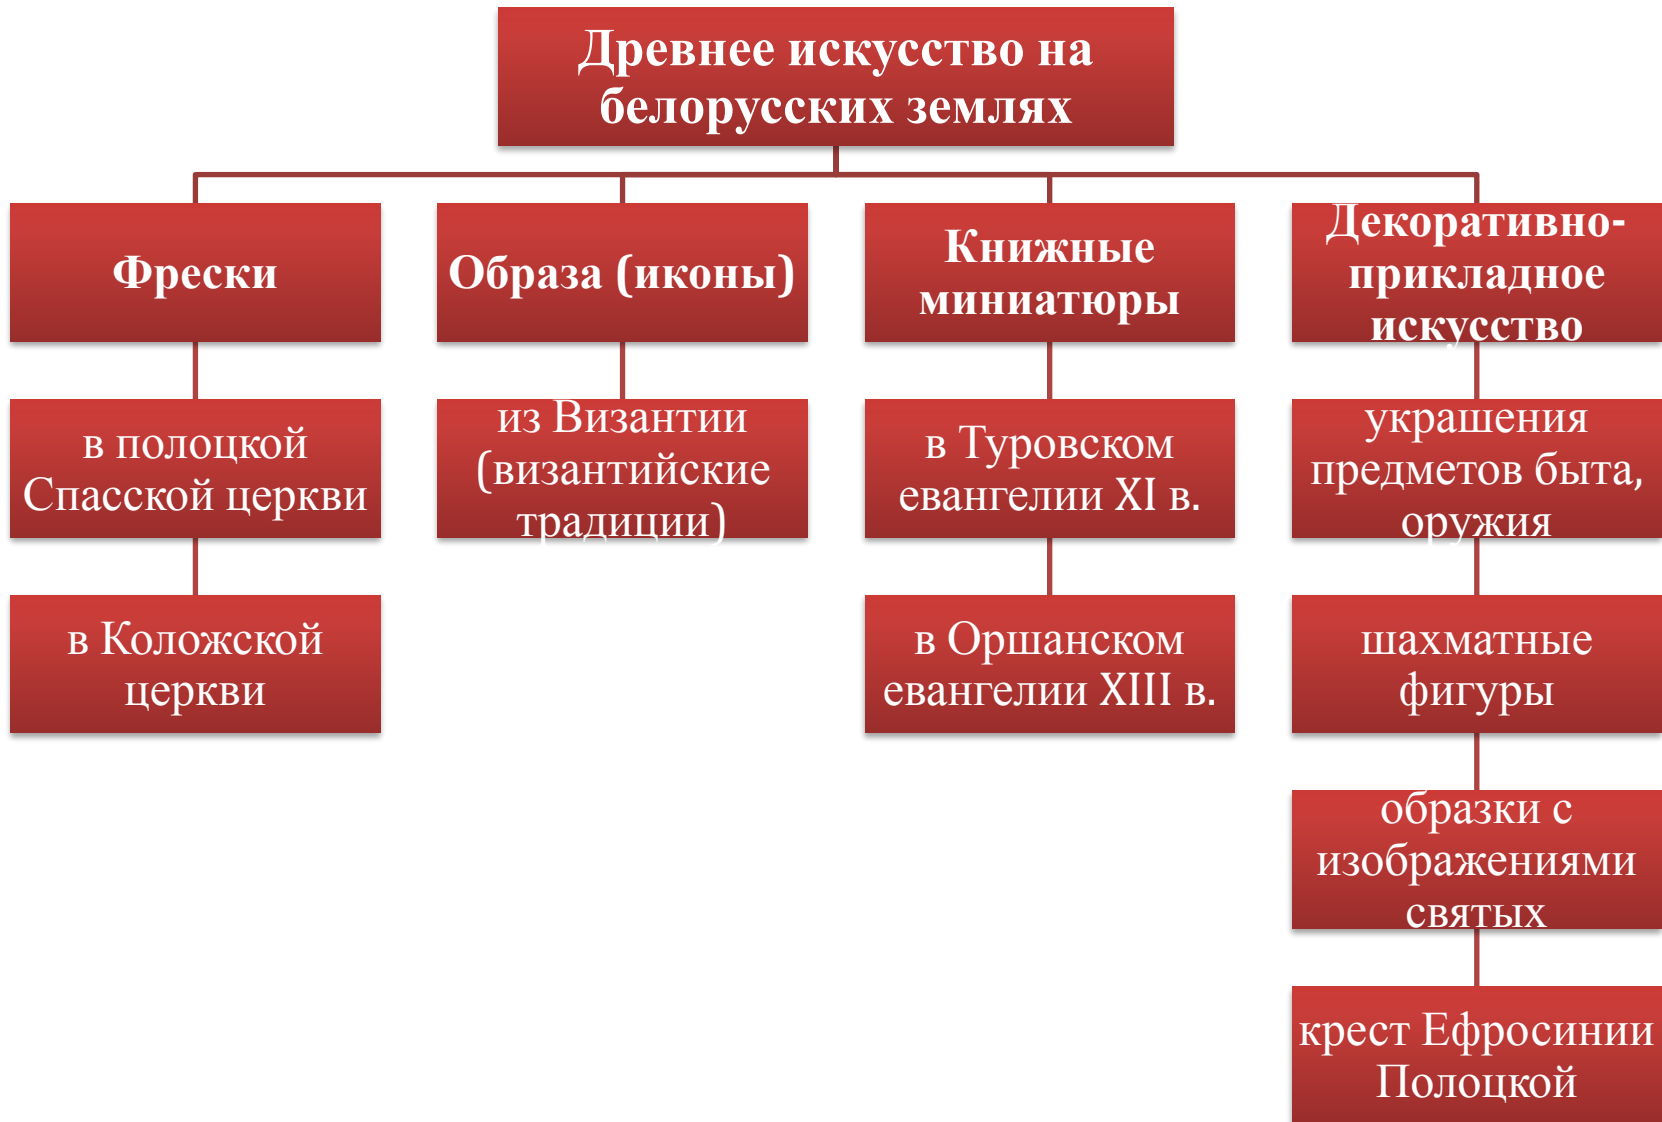 Древнее искусство на
белорусских землях
Фрески
Образа (иконы)
Книжные
миниатюры
Декоративно-
прикладное
искусство
в полоцкой
Спасской церкви
из Византии
(византийские
традиции)
в Туровском
евангелии XI в.
украшения
предметов быта,
оружия
в Коложской
церкви
в Оршанском
евангелии XIII в.
шахматные
фигуры
образки с
изображениями
святых
крест Ефросинии
Полоцкой